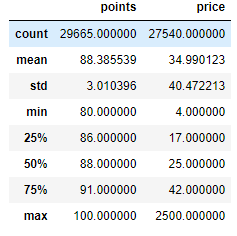 points price
count 29665.000000 27540.000000
mean 88.385539 34.990123
std 3.010396 40.472213
min 80.000000 4.000000
25% 86.000000 17.000000
50% 88.000000 25.000000
75% 91.000000 42.000000
max 100.000000 2500.000000